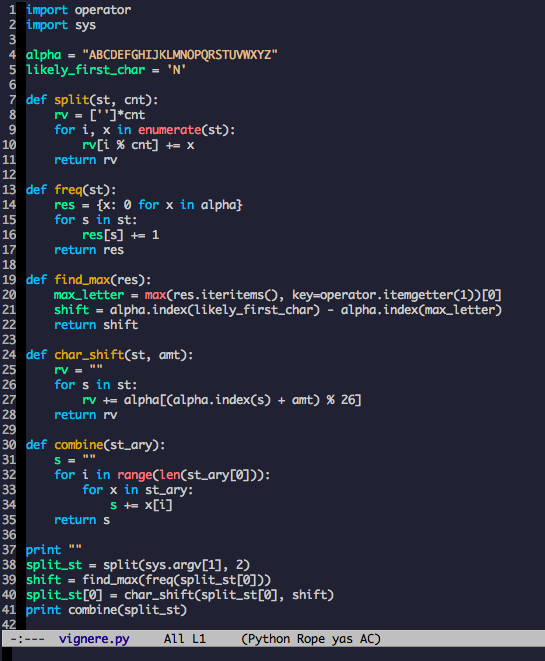 1 import operator
2 import sys
3
4 alpha = "ABCDEFGHIJKLMNOPQRSTUVWXYZ"
5 likely_first_char = 'N'
6
7 def split(st, cnt):
8     rv = ['']*cnt
9     for i, x in enumerate(st):
10         rv[i % cnt] += x
11     return rv
12
13 def freq(st):
14     res = {x: 0 for x in alpha}
15     for s in st:
16         res[s] += 1
17     return res
18
19 def find_max(res):
20     max_letter = max(res.iteritems(), key=operator.itemgetter(1))[0]
21     shift = alpha.index(likely_first_char) - alpha.index(max_letter)
22     return shift
23
24 def char_shift(st, amt):
25     rv = ""
26     for s in st:
27         rv += alpha[(alpha.index(s) + amt) % 26]
28     return rv
29
30 def combine(st_ary):
31     s = ""
32     for i in range(len(st_ary[0])):
33         for x in st_ary:
34             s += x[i]
35     return s
36
37 print ""
38 split_st = split(sys.argv[1], 2)
39 shift = find_max(freq(split_st[0]))
40 split_st[0] = char_shift(split_st[0], shift)
41 print combine(split_st)
42
-:---  vignere.py     All L1     (Python Rope yas AC)